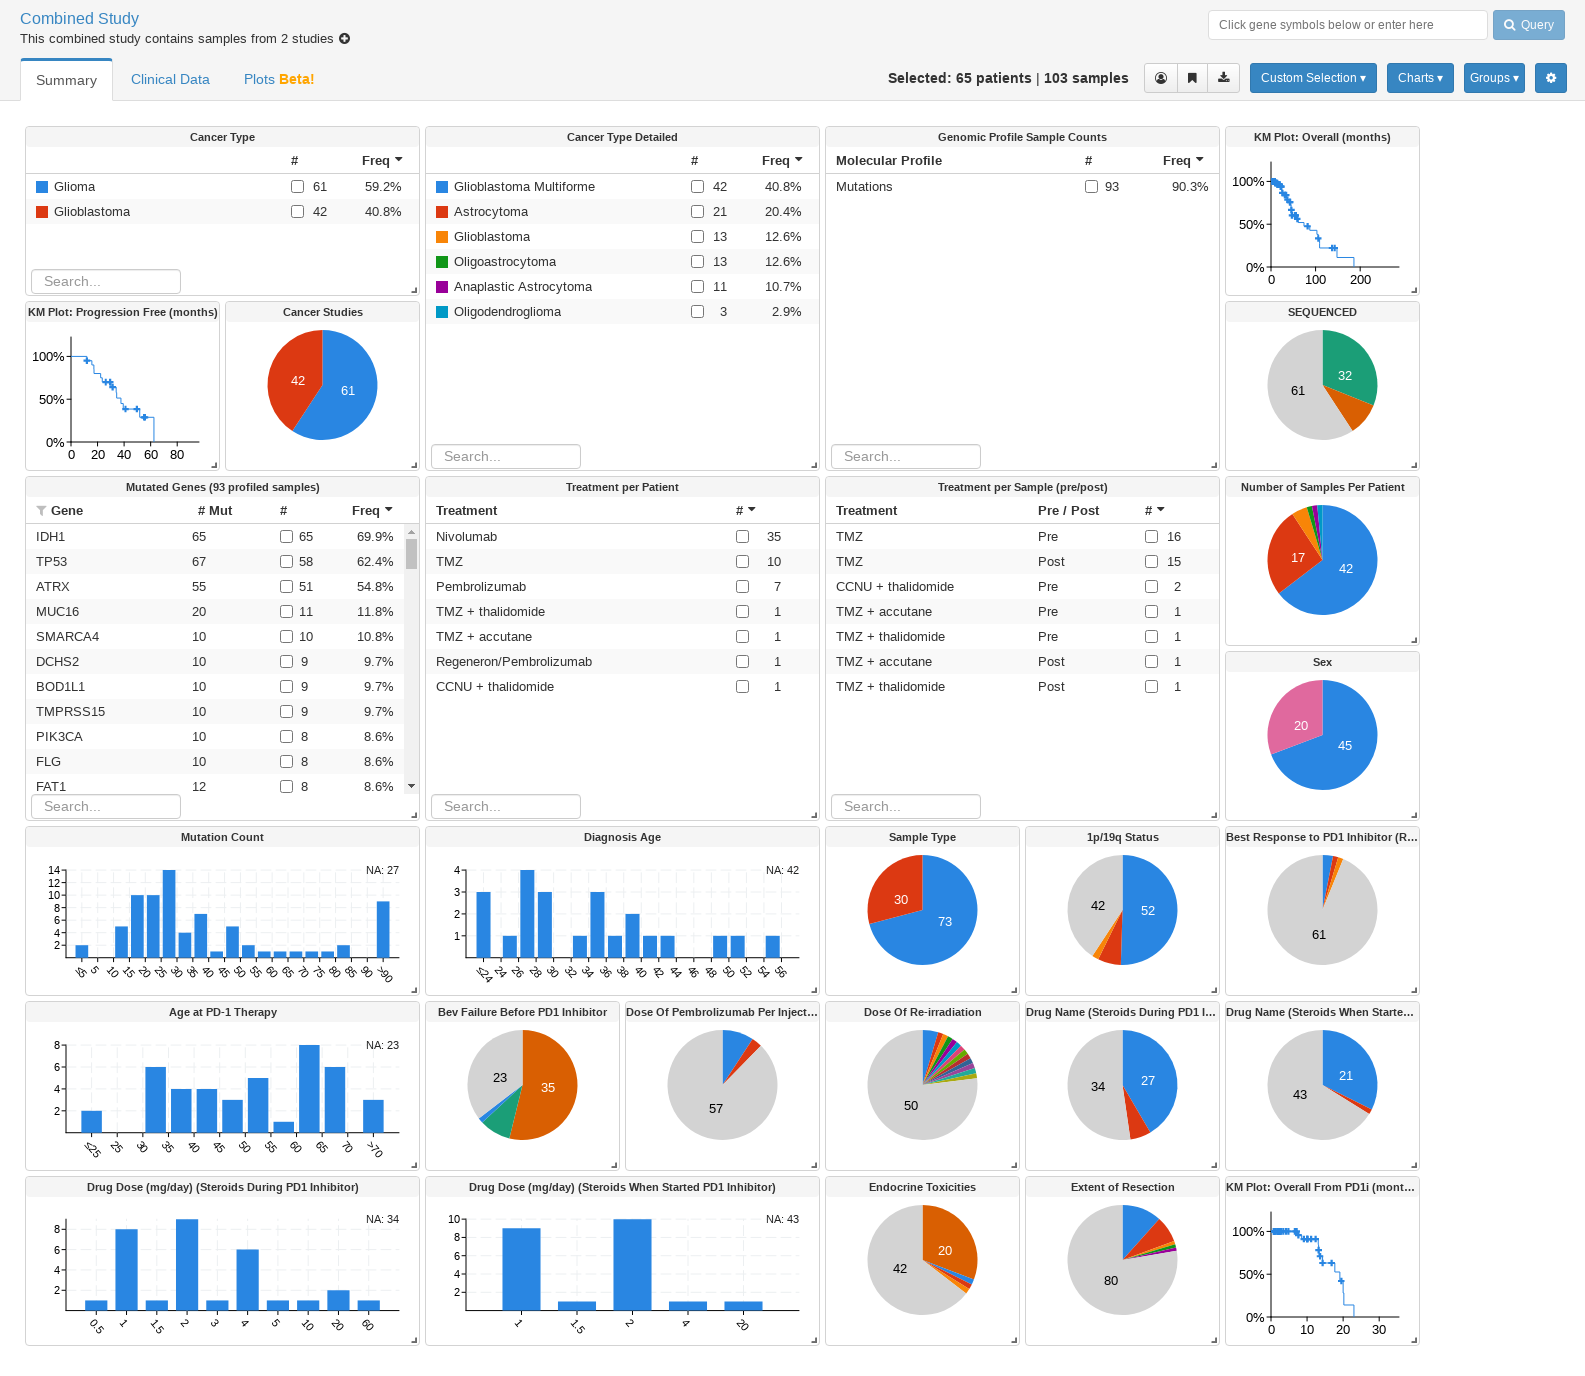 Combined Study
This combined study contains samples from 2 studies
Click gene symbols below or enter here
Query
Summary
Clinical Data
Plots Beta!
Selected: 65 patients | 103 samples
Custom Selection ▾
Charts ▾
Groups ▾
Cancer Type
# Freq
Glioma 61 59.2%
Glioblastoma 42 40.8%
Search...
Cancer Type Detailed
# Freq
Glioblastoma Multiforme 42 40.8%
Astrocytoma 21 20.4%
Glioblastoma 13 12.6%
Oligoastrocytoma 13 12.6%
Anaplastic Astrocytoma 11 10.7%
Oligodendroglioma 3 2.9%
Search...
Genomic Profile Sample Counts
Molecular Profile # Freq
Mutations 93 90.3%
Search...
KM Plot: Overall (months)
100%
50%
0%
0 100 200
KM Plot: Progression Free (months)
100%
50%
0%
0 20 40 60 80
Cancer Studies
42
61
SEQUENCED
32
61
Mutated Genes (93 profiled samples)
Gene # Mut # Freq
IDH1 65 65 69.9%
TP53 67 58 62.4%
ATRX 55 51 54.8%
MUC16 20 11 11.8%
SMARCA4 10 10 10.8%
DCHS2 10 9 9.7%
BOD1L1 10 9 9.7%
TMPRSS15 10 9 9.7%
PIK3CA 10 8 8.6%
FLG 10 8 8.6%
FAT1 12 8 8.6%
Search...
Treatment per Patient
Treatment #
Nivolumab 35
TMZ 10
Pembrolizumab 7
TMZ + thalidomide 1
TMZ + accutane 1
Regeneron/Pembrolizumab 1
CCNU + thalidomide 1
Search...
Treatment per Sample (pre/post)
Treatment Pre / Post #
TMZ Pre 16
TMZ Post 15
CCNU + thalidomide Pre 2
TMZ + accutane Pre 1
TMZ + thalidomide Pre 1
TMZ + accutane Post 1
TMZ + thalidomide Post 1
Search...
Number of Samples Per Patient
17
42
Sex
20
45
Mutation Count
NA: 27
14
12
10
8
6
4
2
≤5 5 10 15 20 25 30 35 40 45 50 55 60 65 70 75 80 85 90 >90
Diagnosis Age
NA: 42
4
3
2
1
≤24 24 26 28 30 32 34 36 38 40 42 44 46 48 50 52 54 56
Sample Type
30
73
1p/19q Status
42
52
Best Response to PD1 Inhibitor (R...
61
Age at PD-1 Therapy
NA: 23
8
6
4
2
≤25 25 30 35 40 45 50 55 60 65 70 >70
Bev Failure Before PD1 Inhibitor
23
35
Dose Of Pembrolizumab Per Inject...
57
Dose Of Re-irradiation
50
Drug Name (Steroids During PD1 I...
34
27
Drug Name (Steroids When Starte...
21
43
Drug Dose (mg/day) (Steroids During PD1 Inhibitor)
NA: 34
8
6
4
2
0.5 1 1.5 2 3 4 5 10 20 60
Drug Dose (mg/day) (Steroids When Started PD1 Inhibitor)
NA: 43
10
8
6
4
2
1 1.5 2 4 20
Endocrine Toxicities
20
42
Extent of Resection
80
KM Plot: Overall From PD1i (mont...
100%
50%
0%
0 10 20 30